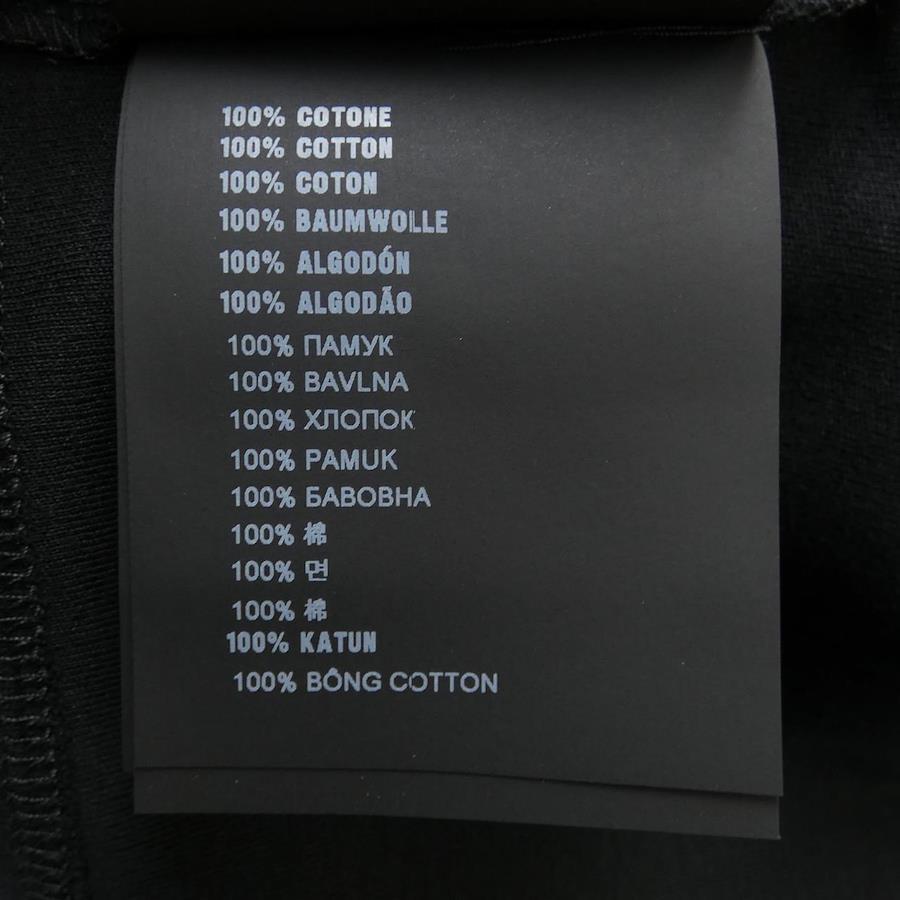 100% COTONE
100% COTTON
100% COTON
100% BAUMWOLLE
100% ALGODÓN
100% ALGODÃO
100% ПАМУК
100% BAVLNA
100% ХЛОПОК
100% PAMUK
100% БАВОВНА
100% 棉
100% 면
100% 棉
100% KATUN
100% BÔNG COTTON